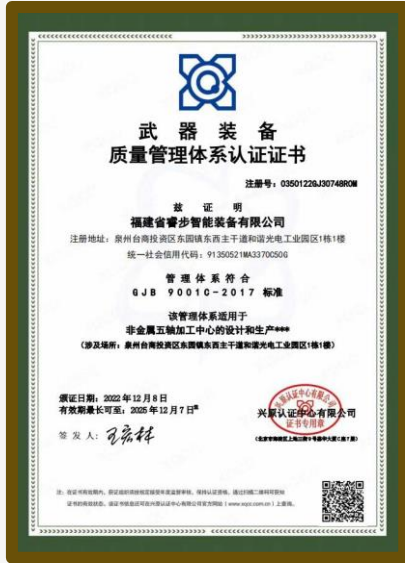 武器装备
质量管理体系认证证书
注册号：0350122GJ30748R0M
兹证明
福建省睿步智能装备有限公司
注册地址：泉州台商投资区东园镇东西主干道和谐光电工业园区1栋1楼
统一社会信用代码：91350521MA3370C50G
管理体系符合
GJB 9001C-2017 标准
该管理体系适用于
非金属五轴加工中心的设计和生产***
（涉及场所：泉州台商投资区东园镇东西主干道和谐光电工业园区1栋1楼）
颁证日期：2022年12月8日
有效期最长可至：2025年12月7日
兴原认证中心有限公司
证书专用章
签发人：